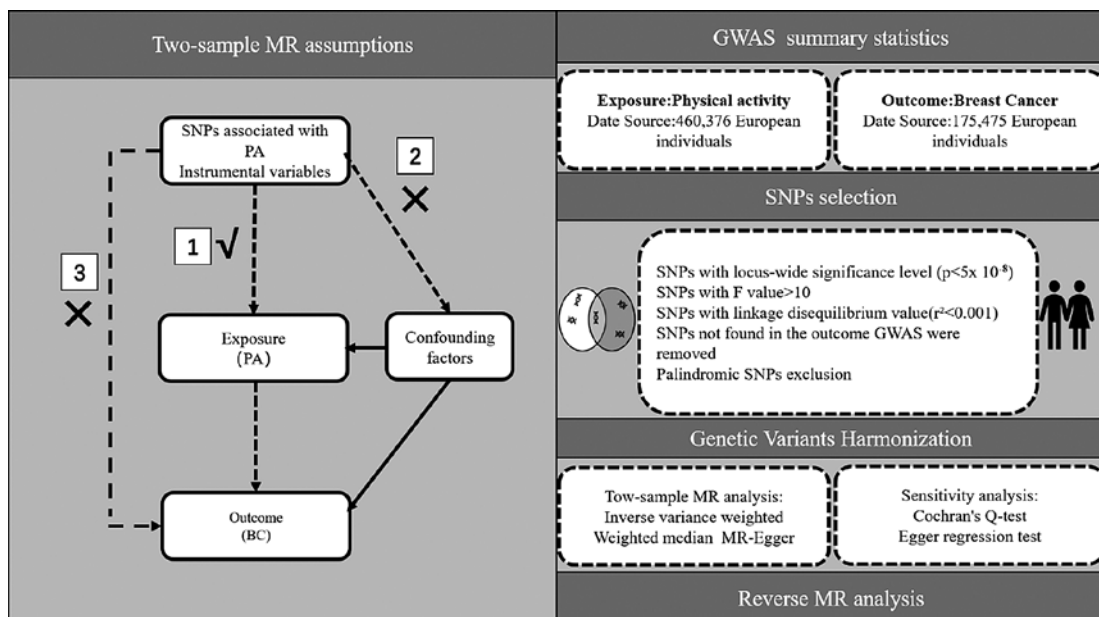 Two-sample MR assumptions
SNPs associated with
PA
Instrumental variables
1 √
2
×
3
×
Exposure
(PA)
Confounding
factors
Outcome
(BC)
GWAS summary statistics
Exposure:Physical activity
Date Source:460,376 European
individuals
Outcome:Breast Cancer
Date Source:175,475 European
individuals
SNPs selection
SNPs with locus-wide significance level (p<5x 10⁻⁸)
SNPs with F value>10
SNPs with linkage disequilibrium value(r²<0.001)
SNPs not found in the outcome GWAS were
removed
Palindromic SNPs exclusion
Genetic Variants Harmonization
Tow-sample MR analysis:
Inverse variance weighted
Weighted median MR-Egger
Sensitivity analysis:
Cochran's Q-test
Egger regression test
Reverse MR analysis